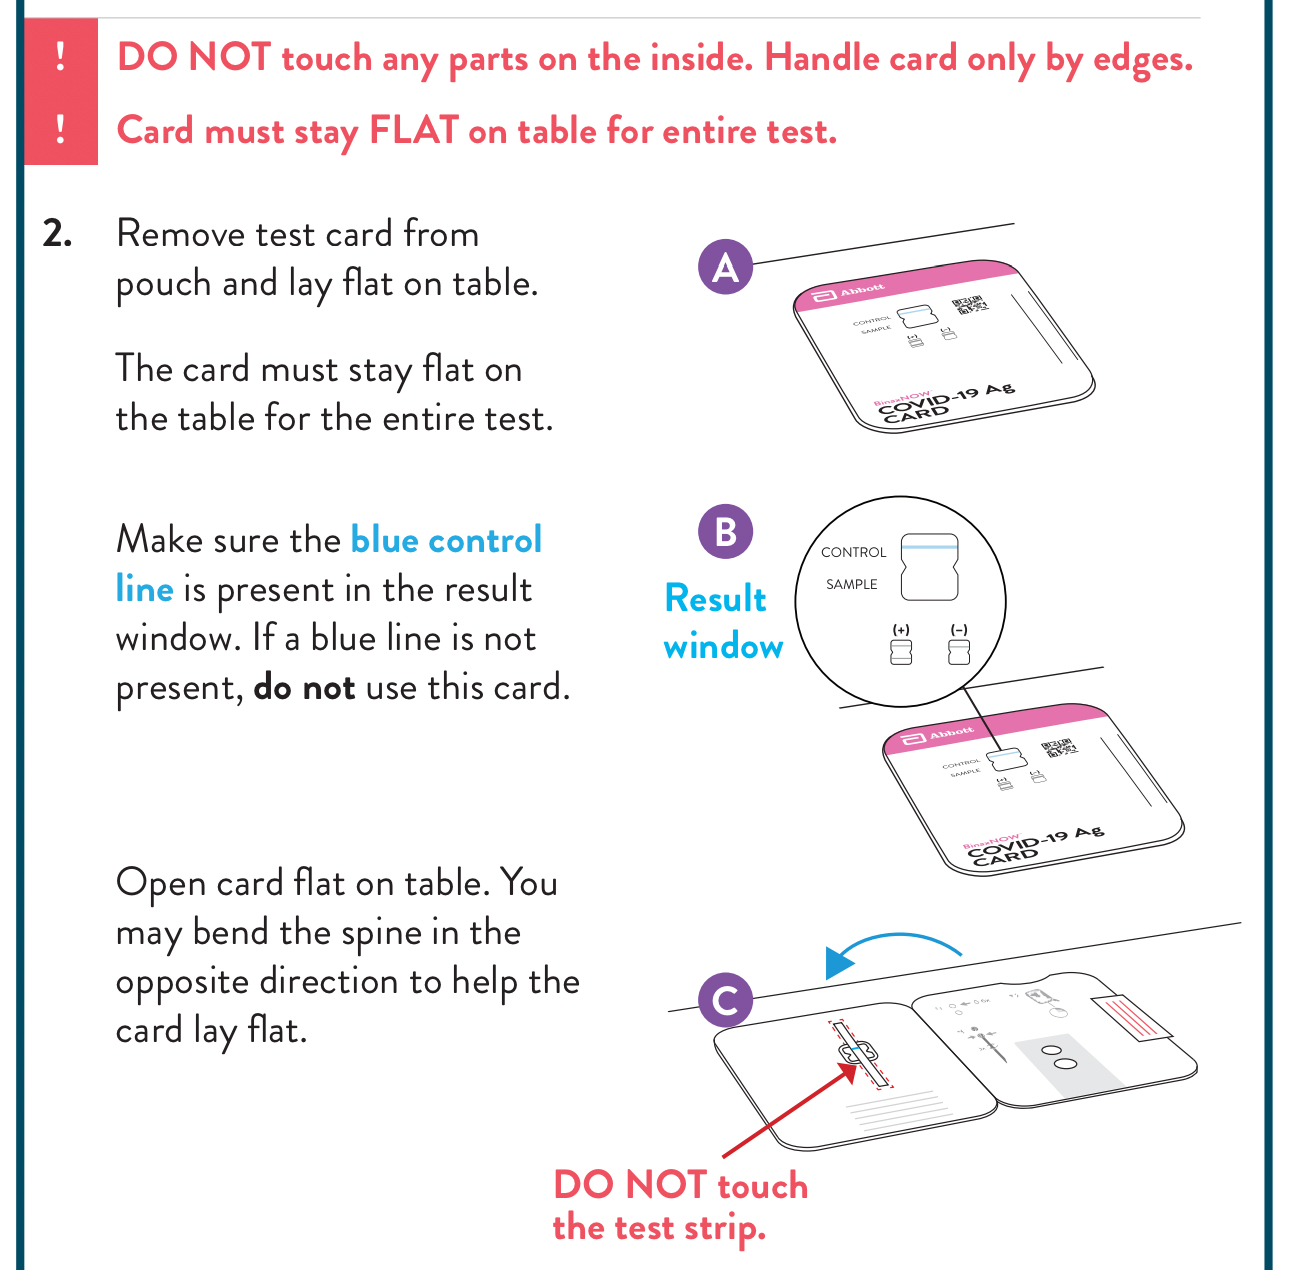 ! DO NOT touch any parts on the inside. Handle card only by edges.
! Card must stay FLAT on table for entire test.
2. Remove test card from
pouch and lay flat on table.
The card must stay flat on
the table for the entire test.
A
Abbott
CONTROL
SAMPLE
(+) (-)
BinaxNOW
COVID-19 Ag
CARD
Make sure the blue control
line is present in the result
window. If a blue line is not
present, do not use this card.
B
Result
window
CONTROL
SAMPLE
(+) (-)
Abbott
CONTROL
SAMPLE
(+) (-)
BinaxNOW
COVID-19 Ag
CARD
Open card flat on table. You
may bend the spine in the
opposite direction to help the
card lay flat.
C
DO NOT touch
the test strip.